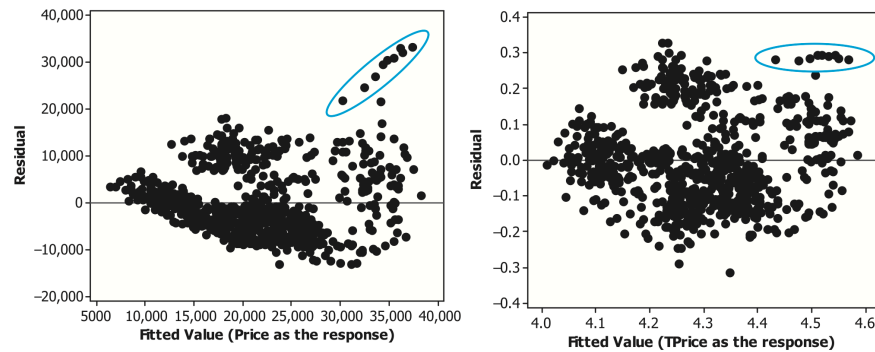 40,000
30,000
20,000
10,000
0
−10,000
−20,000
Residual
5000 10,000 15,000 20,000 25,000 30,000 35,000 40,000
Fitted Value (Price as the response)
0.4
0.3
0.2
0.1
0.0
−0.1
−0.2
−0.3
−0.4
Residual
4.0 4.1 4.2 4.3 4.4 4.5 4.6
Fitted Value (TPrice as the response)